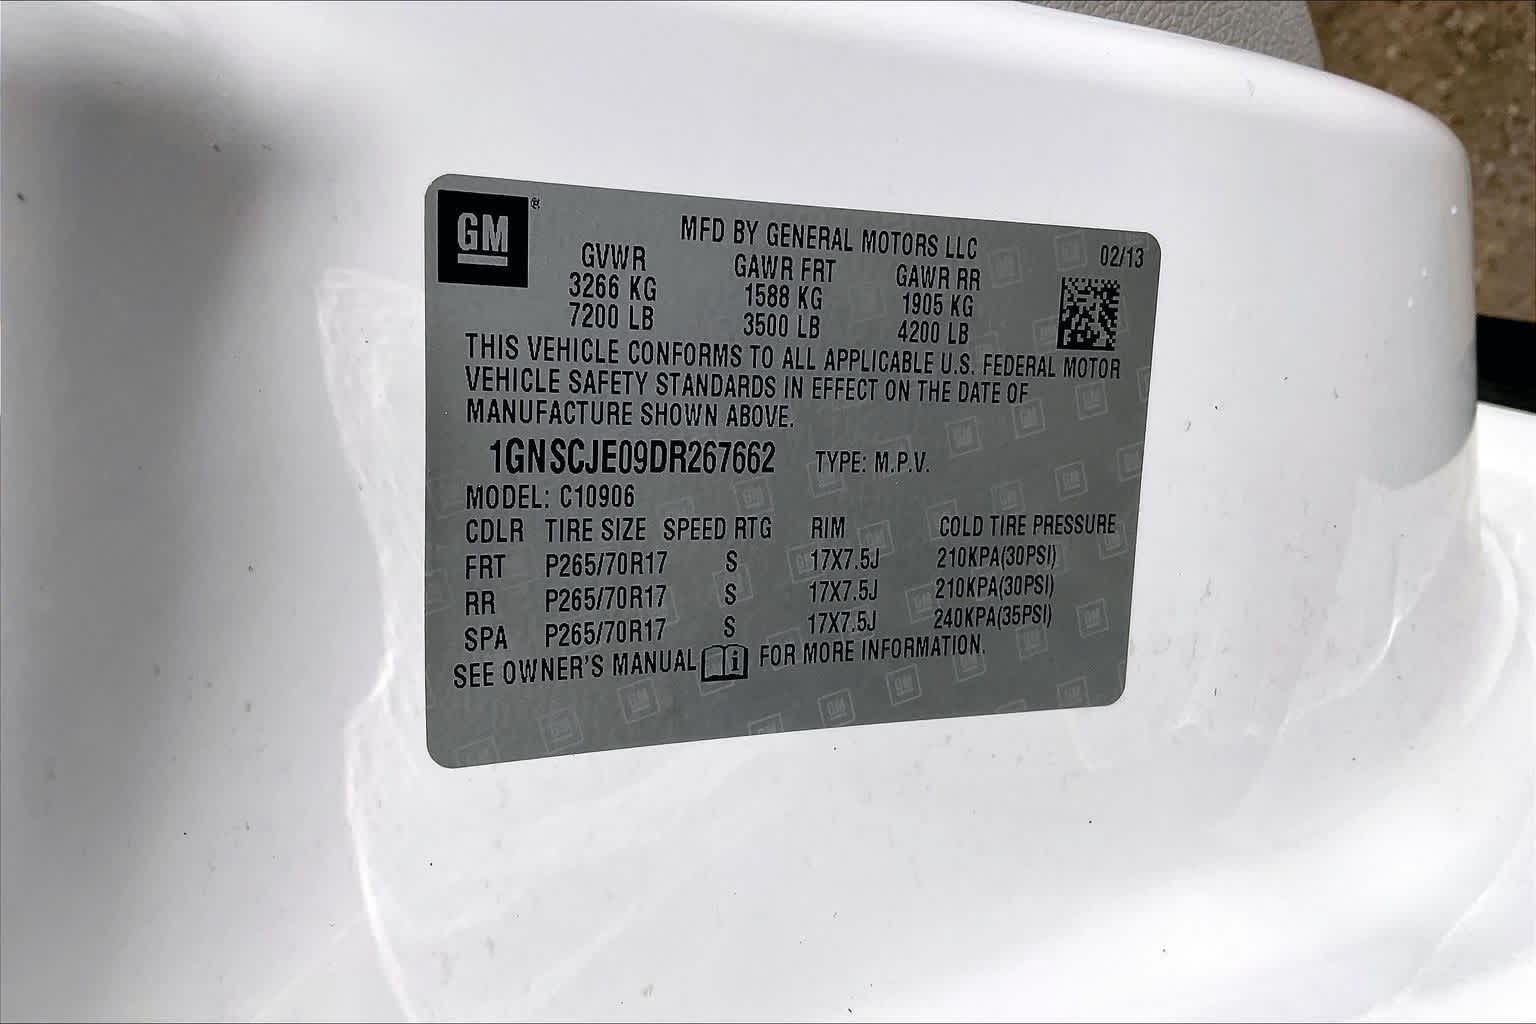 GM®
MFD BY GENERAL MOTORS LLC 02/13
GVWR GAWR FRT GAWR RR
3266 KG 1588 KG 1905 KG
7200 LB 3500 LB 4200 LB
THIS VEHICLE CONFORMS TO ALL APPLICABLE U.S. FEDERAL MOTOR
VEHICLE SAFETY STANDARDS IN EFFECT ON THE DATE OF
MANUFACTURE SHOWN ABOVE.
1GNSCJE09DR267662 TYPE: M.P.V.
MODEL: C10906
CDLR TIRE SIZE SPEED RTG RIM COLD TIRE PRESSURE
FRT P265/70R17 S 17X7.5J 210KPA(30PSI)
RR P265/70R17 S 17X7.5J 210KPA(30PSI)
SPA P265/70R17 S 17X7.5J 240KPA(35PSI)
SEE OWNER'S MANUAL i FOR MORE INFORMATION.